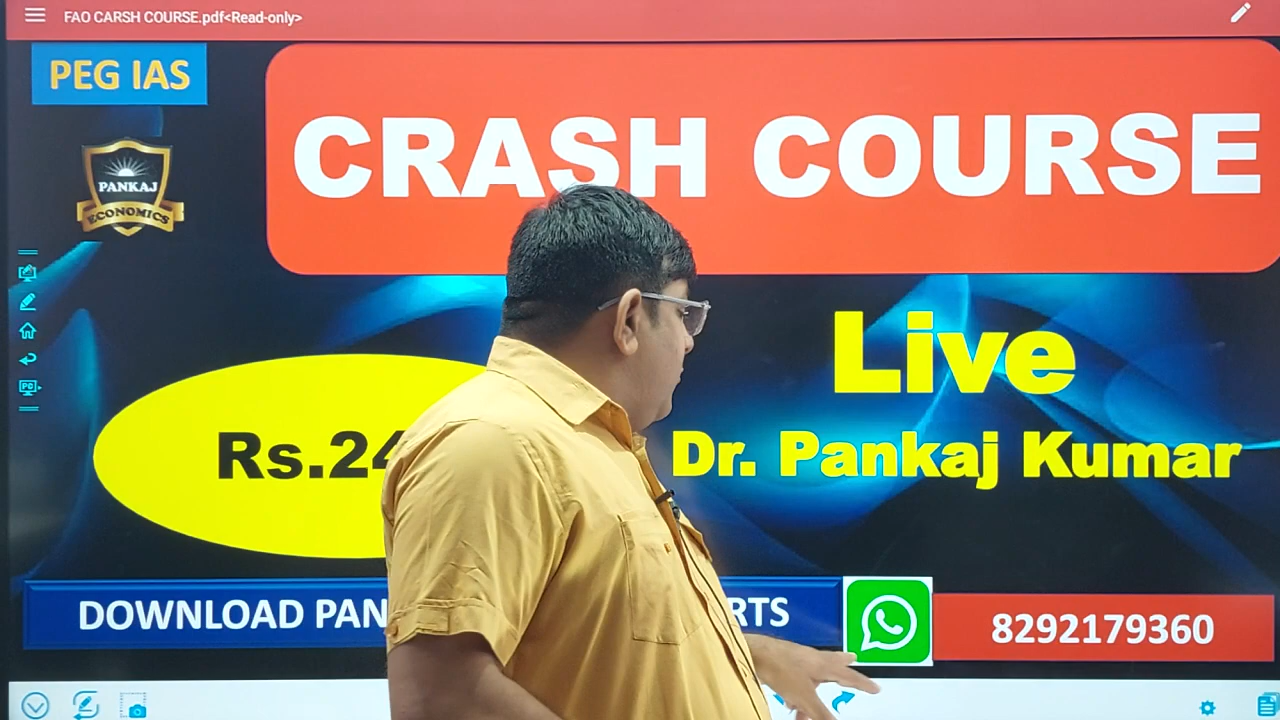 FAO CARSH COURSE.pdf<Read-only>
PEG IAS
CRASH COURSE
PANKAJ
ECONOMICS
Live
Rs.24
Dr. Pankaj Kumar
DOWNLOAD PAN
RTS
8292179360
PC